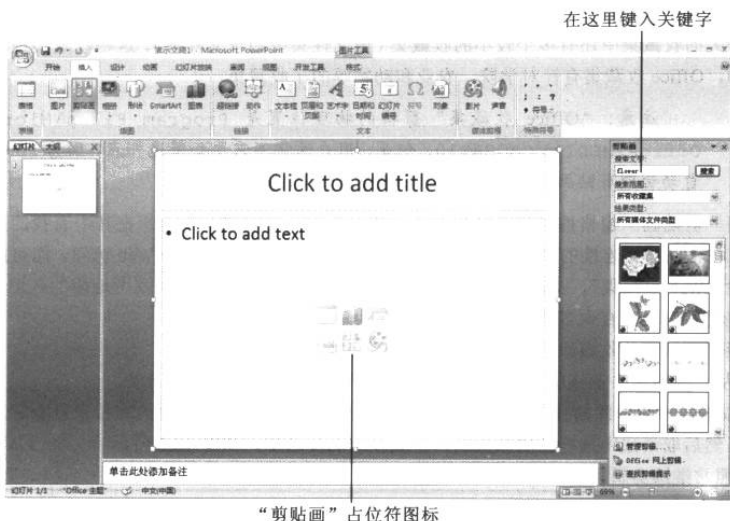 在这里键入关键字
演示文稿1 - Microsoft PowerPoint
图片工具
开始 插入 设计 动画 幻灯片放映 审阅 视图 开发工具 格式
表格 图片 剪贴画 相册 形状 SmartArt 图表 超链接 动作 文本框 页眉和页脚 艺术字 日期和时间 幻灯片编号 符号 对象 影片 声音 符号
表格 插图 链接 文本 媒体剪辑 特殊符号
幻灯片 大纲
Click to add title
• Click to add text
剪贴画
搜索文字:
搜索
搜索范围:
所有收藏集
结果类型:
所有媒体文件类型
管理剪辑...
Office 网上剪辑
查找剪辑提示
单击此处添加备注
幻灯片 1/1 "Office 主题" 中文(中国) 69%
“剪贴画”占位符图标